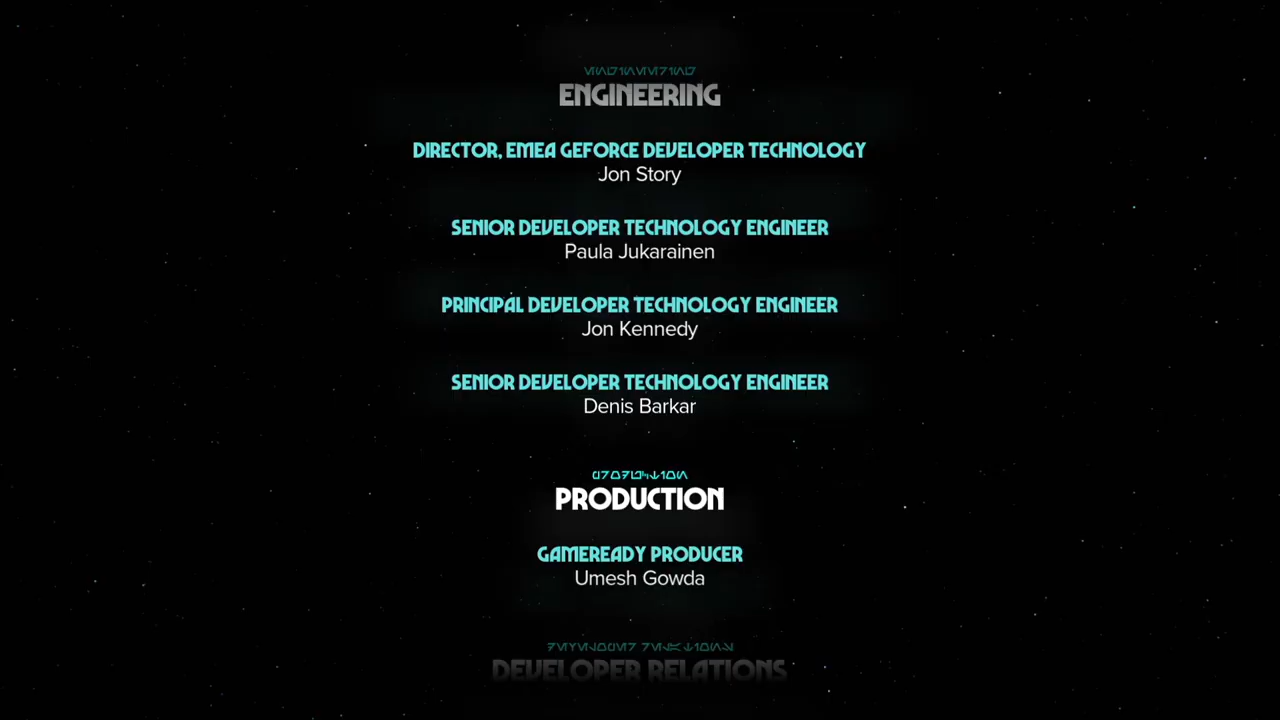 ENGINEERING
DIRECTOR, EMEA GEFORCE DEVELOPER TECHNOLOGY
Jon Story
SENIOR DEVELOPER TECHNOLOGY ENGINEER
Paula Jukarainen
PRINCIPAL DEVELOPER TECHNOLOGY ENGINEER
Jon Kennedy
SENIOR DEVELOPER TECHNOLOGY ENGINEER
Denis Barkar
PRODUCTION
GAMEREADY PRODUCER
Umesh Gowda
DEVELOPER RELATIONS